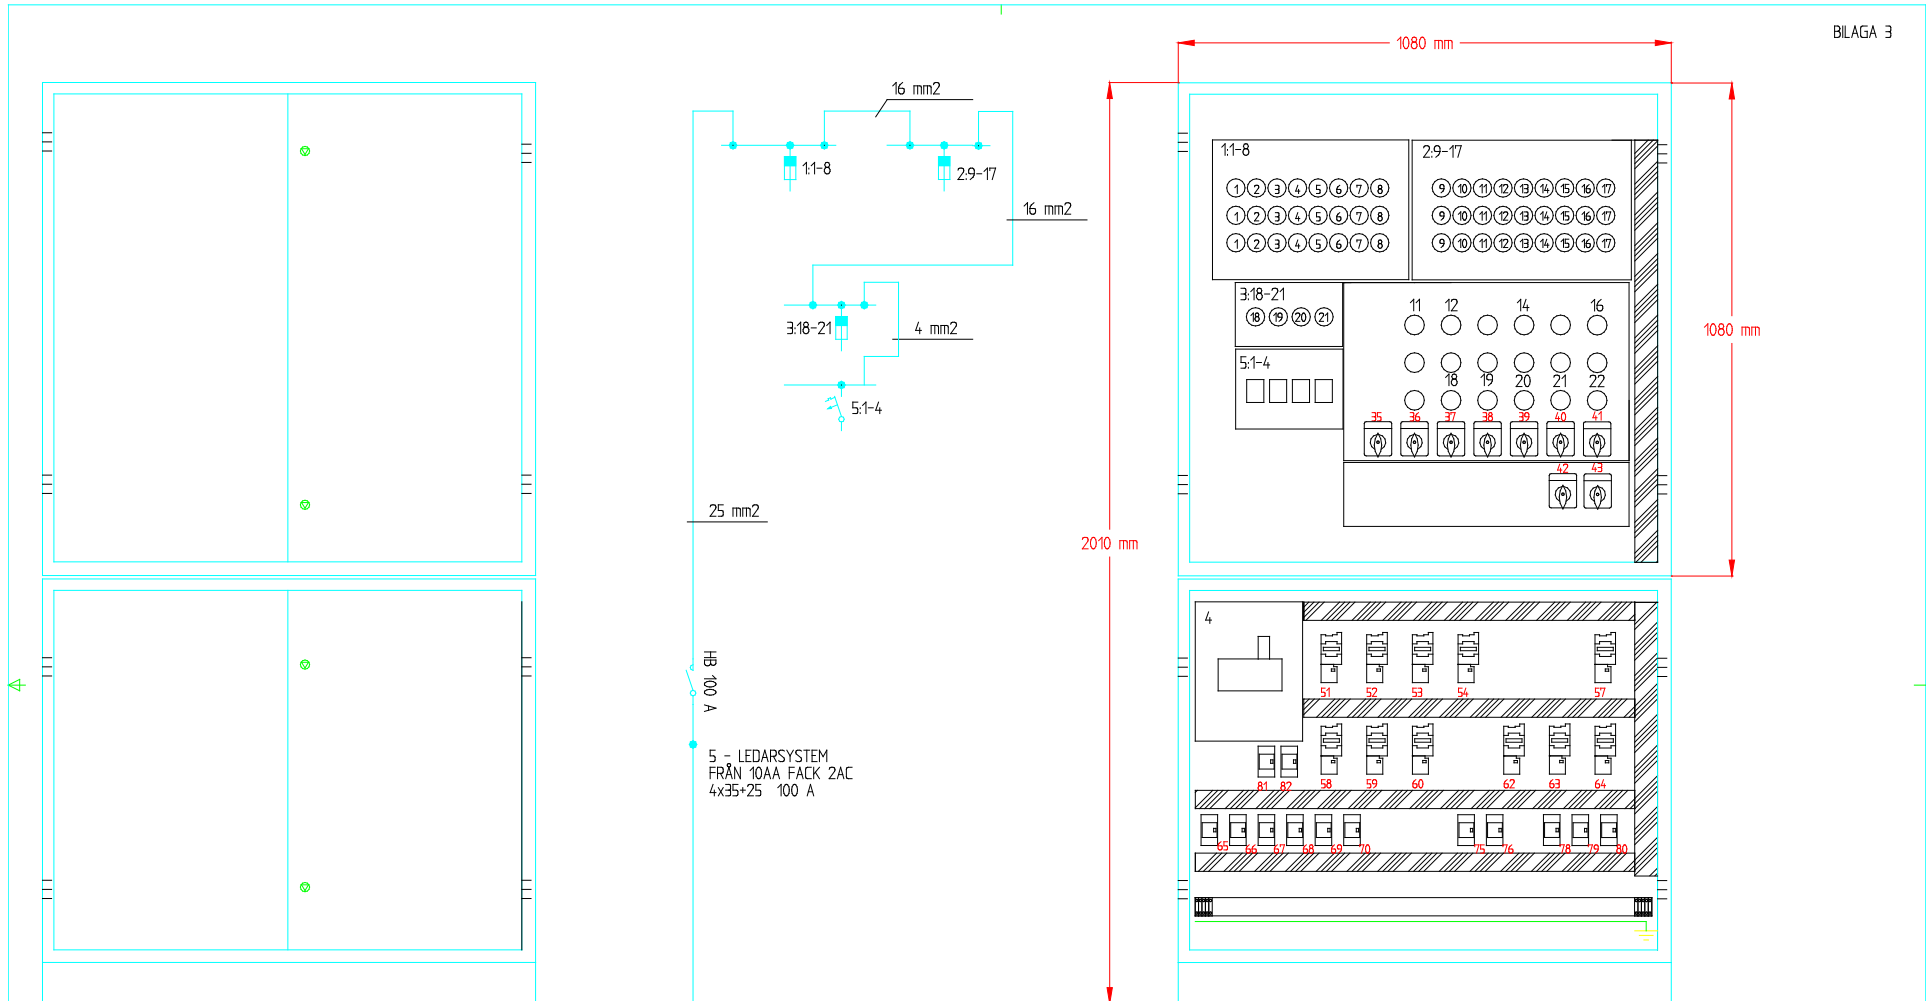 BILAGA 3
1080 mm
16 mm2
1:1-8
2:9-17
16 mm2
3:18-21
4 mm2
5:1-4
25 mm2
HB 100 A
5 - LEDARSYSTEM
FRÅN 10AA FACK 2AC
4x35+25 100 A
2010 mm
1080 mm
1:1-8
1 2 3 4 5 6 7 8
1 2 3 4 5 6 7 8
1 2 3 4 5 6 7 8
2:9-17
9 10 11 12 13 14 15 16 17
9 10 11 12 13 14 15 16 17
9 10 11 12 13 14 15 16 17
3:18-21
18 19 20 21
5:1-4
11 12 14 16
18 19 20 21 22
35 36 37 38 39 40 41
42 43
4
51 52 53 54 57
81 82 58 59 60 62 63 64
65 66 67 68 69 70 75 76 78 79 80